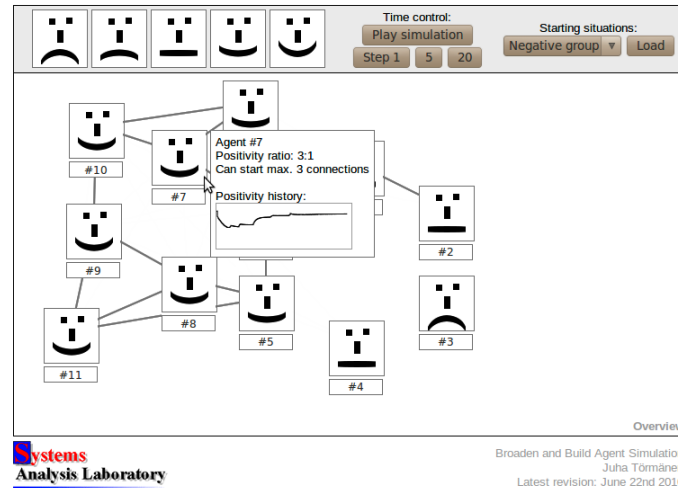 Time control:
Play simulation
Step 1 5 20
Starting situations:
Negative group Load
Agent #7
Positivity ratio: 3:1
Can start max. 3 connections
Positivity history:
#10
#7
#2
#9
#8
#5
#3
#11
#4
Overview
Systems
Analysis Laboratory
Broaden and Build Agent Simulation
Juha Törmäne
Latest revision: June 22nd 201